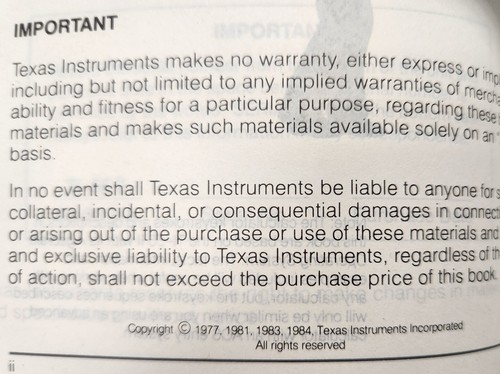 IMPORTANT
Texas Instruments makes no warranty, either express or
including but not limited to any implied warranties of
ability and fitness for a particular purpose, regarding these
materials and makes such materials available solely on an
basis.
In no event shall Texas Instruments be liable to anyone for
collateral, incidental, or consequential damages in
or arising out of the purchase or use of these materials and
and exclusive liability to Texas Instruments, regardless of
of action, shall not exceed the purchase price of this book.
Copyright © 1977, 1981, 1983, 1984, Texas Instruments Incorporated
All rights reserved
ii